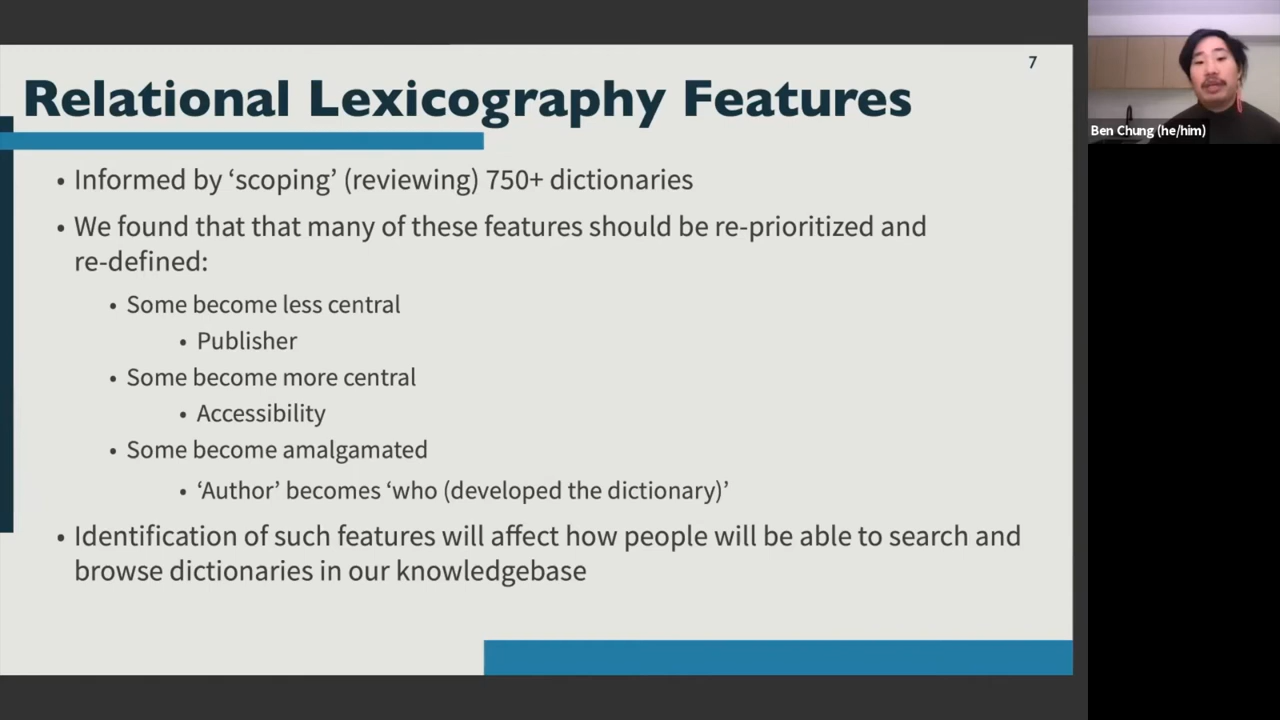 7
Relational Lexicography Features
• Informed by ‘scoping’ (reviewing) 750+ dictionaries
• We found that that many of these features should be re-prioritized and
re-defined:
• Some become less central
• Publisher
• Some become more central
• Accessibility
• Some become amalgamated
• ‘Author’ becomes ‘who (developed the dictionary)’
• Identification of such features will affect how people will be able to search and
browse dictionaries in our knowledgebase
Ben Chung (he/him)